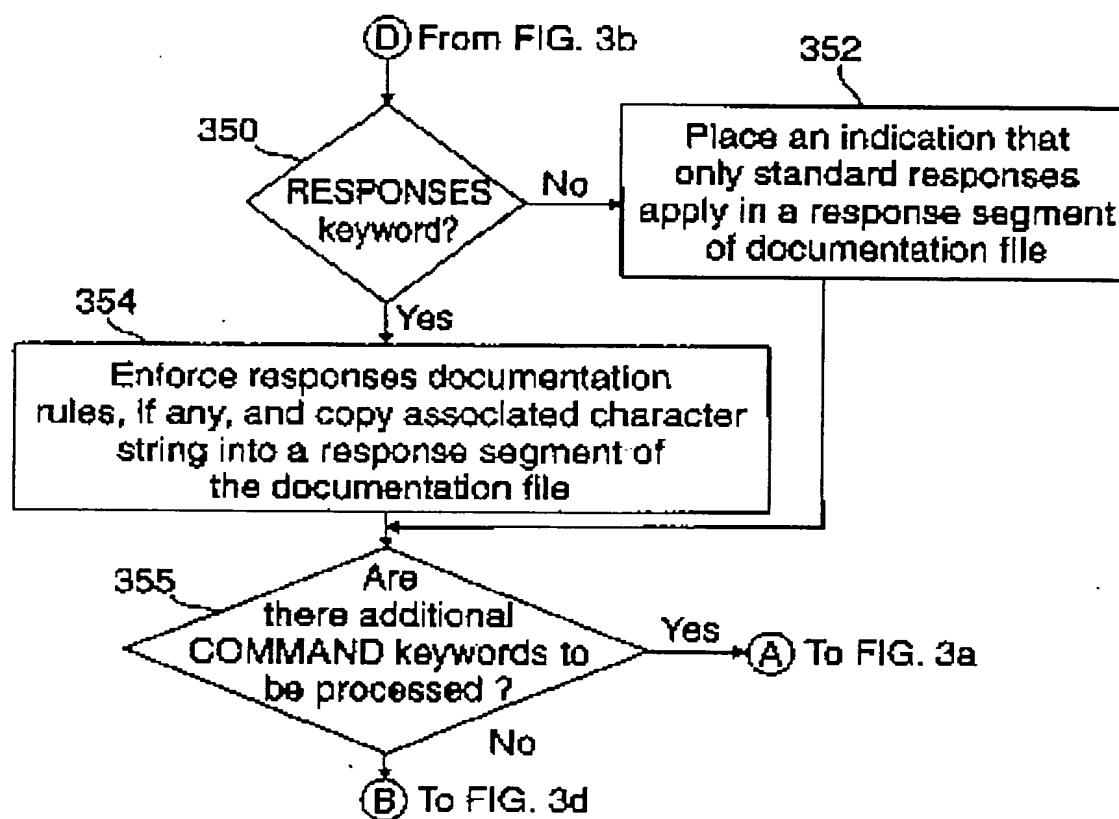 D From FIG. 3b
352
350
RESPONSES
keyword?
No
Place an indication that
only standard responses
apply in a response segment
of documentation file
354
Yes
Enforce responses documentation
rules, if any, and copy associated character
string into a response segment of
the documentation file
355
Are
there additional
COMMAND keywords to
be processed ?
Yes
A To FIG. 3a
No
B To FIG. 3d